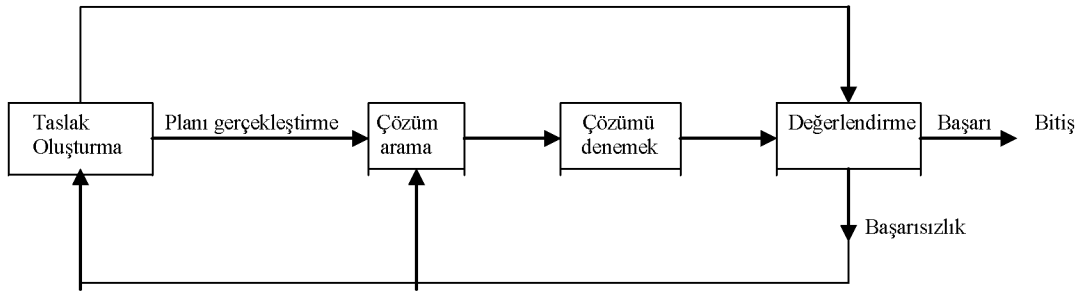 Taslak
Oluşturma
Planı gerçekleştirme
Çözüm
arama
Çözümü
denemek
Değerlendirme
Başarı
Bitiş
Başarısızlık